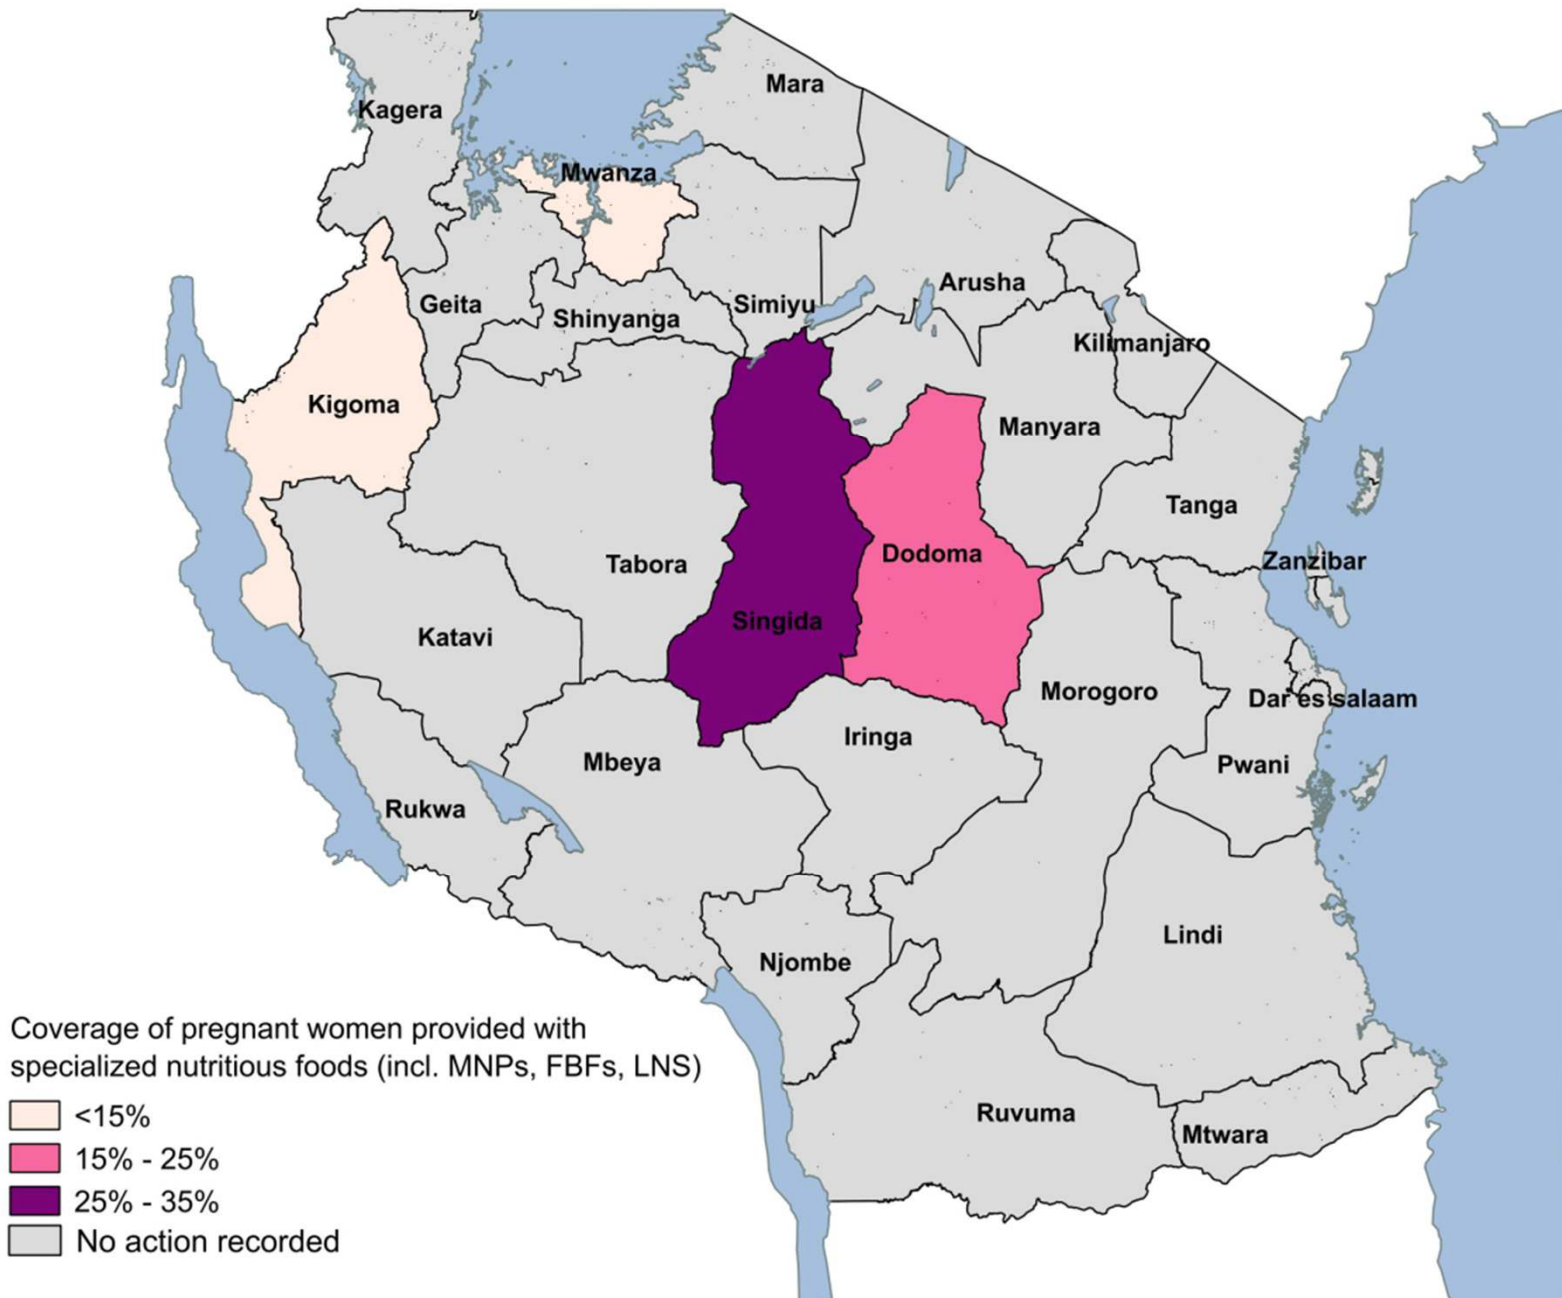 Mara
Kagera
Mwanza
Arusha
Geita
Simiyu
Shinyanga
Kilimanjaro
Kigoma
Manyara
Tanga
Dodoma
Zanzibar
Tabora
Singida
Katavi
Morogoro
Dar es salaam
Iringa
Mbeya
Pwani
Rukwa
Lindi
Njombe
Coverage of pregnant women provided with
specialized nutritious foods (incl. MNPs, FBFs, LNS)
<15%
15% - 25%
25% - 35%
No action recorded
Ruvuma
Mtwara